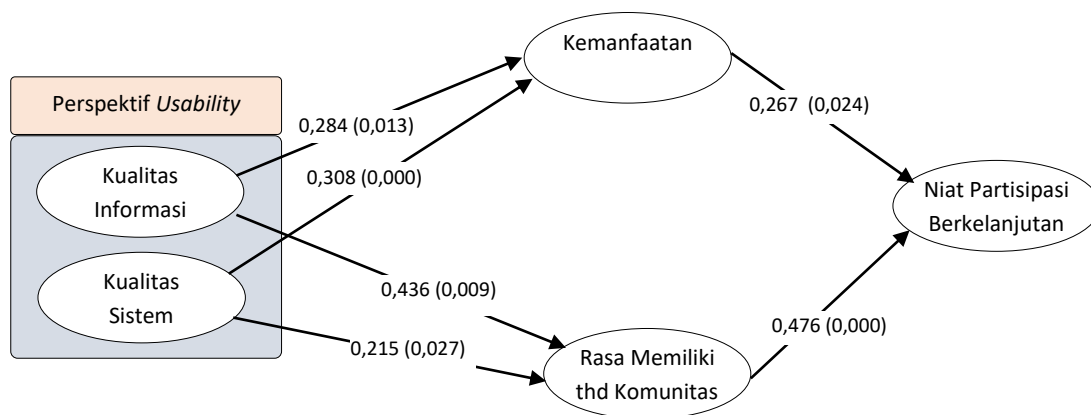 Kemanfaatan
Perspektif Usability
0,267 (0,024)
0,284 (0,013)
Kualitas
Informasi
0,308 (0,000)
Niat Partisipasi
Berkelanjutan
Kualitas
Sistem
0,436 (0,009)
0,476 (0,000)
0,215 (0,027)
Rasa Memiliki
thd Komunitas